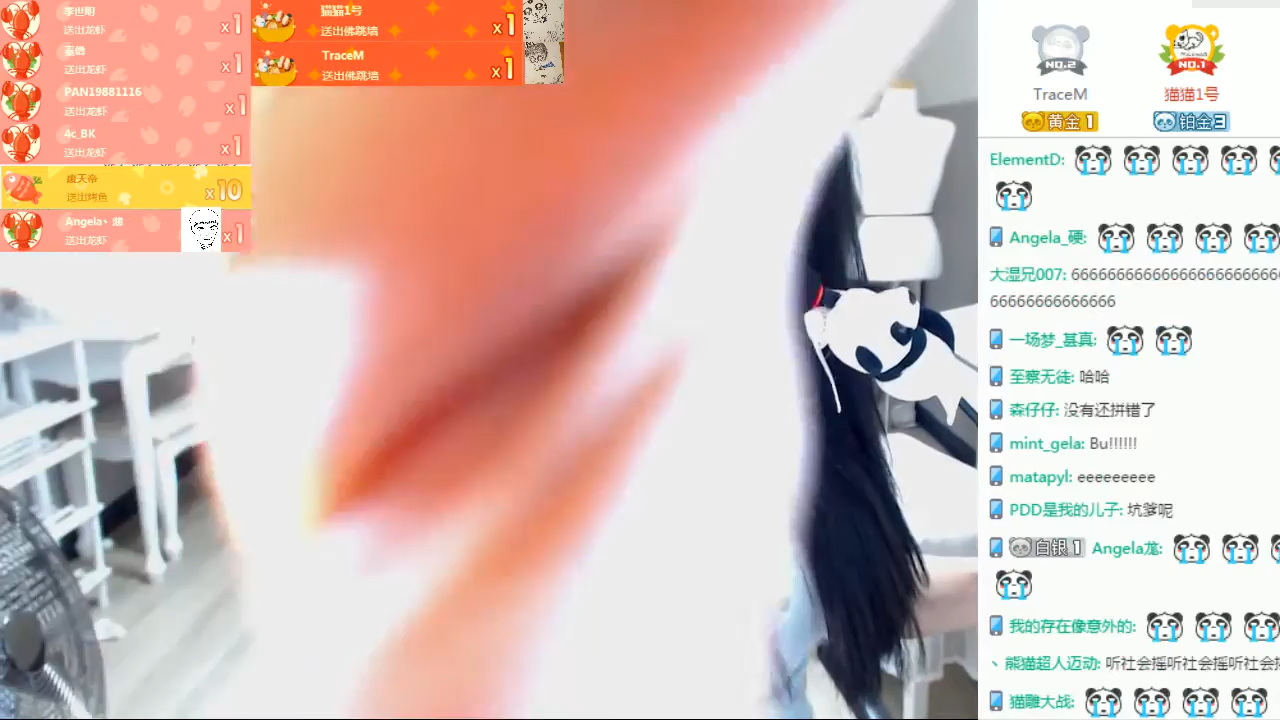 李世明
送出龙虾
x1
送出龙虾
x1
PAN19881116
送出龙虾
x1
4c_BK
送出龙虾
x1
送出烤鱼
x10
送出龙虾
x1
猫猫1号
送出佛跳墙
x1
TraceM
送出佛跳墙
x1
NO.2
NO.1
TraceM
猫猫1号
黄金1
铂金3
ElementD:
Angela_硬:
大湿兄007: 66666666666666666666666
66666666666666
一场梦_甚真:
至察无徒: 哈哈
森仔仔: 没有还拼错了
mint_gela: Bu!!!!!!
matapyl: eeeeeeeee
PDD是我的儿子: 坑爹呢
白银1 Angela龙:
我的存在像意外的:
丶熊猫超人迈动: 听社会摇听社会摇听社会
猫雕大战: